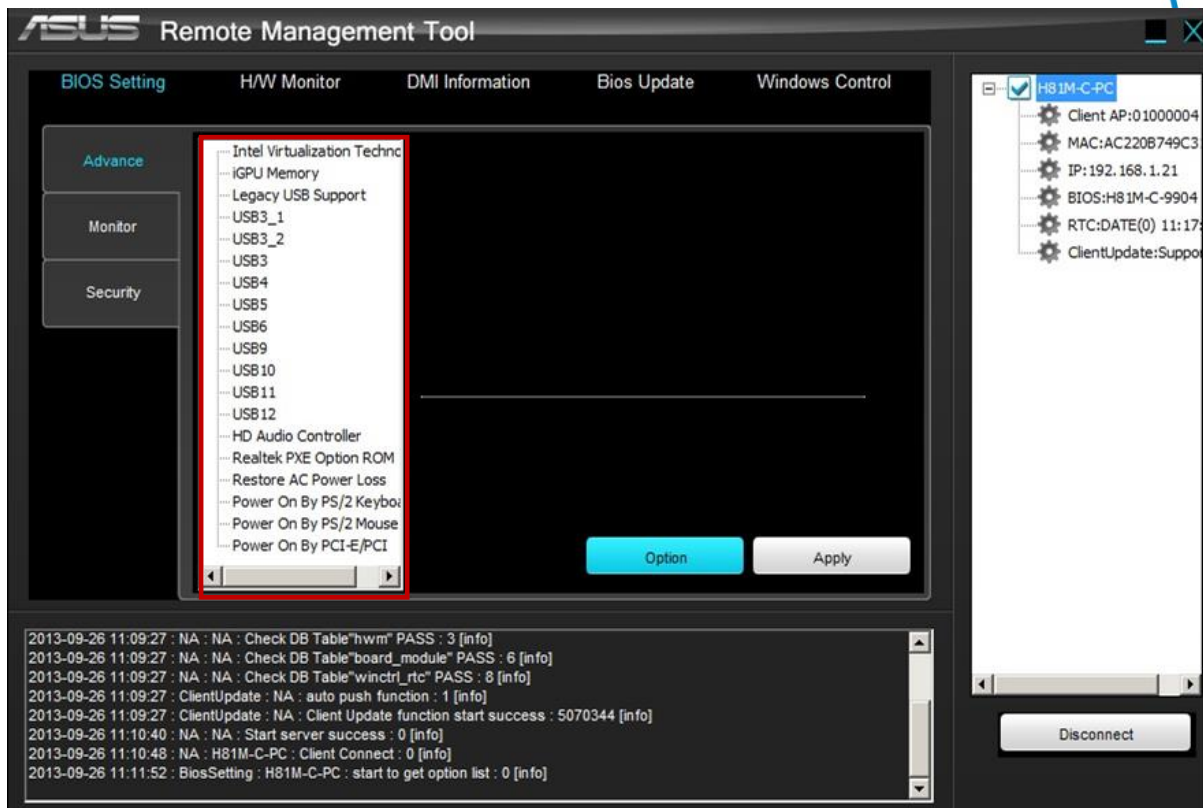 ASUS Remote Management Tool
BIOS Setting H/W Monitor DMI Information Bios Update Windows Control
Advance
Monitor
Security
Intel Virtualization Techno
iGPU Memory
Legacy USB Support
USB3_1
USB3_2
USB3
USB4
USB5
USB6
USB9
USB10
USB11
USB12
HD Audio Controller
Realtek PXE Option ROM
Restore AC Power Loss
Power On By PS/2 Keyboa
Power On By PS/2 Mouse
Power On By PCI-E/PCI
Option Apply
H81M-C-PC
Client AP:01000004
MAC:AC220B749C3
IP:192.168.1.21
BIOS:H81M-C-9904
RTC:DATE(0) 11:17:
ClientUpdate:Suppor
Disconnect
2013-09-26 11:09:27 : NA : NA : Check DB Table"hwm" PASS : 3 [info]
2013-09-26 11:09:27 : NA : NA : Check DB Table"board_module" PASS : 6 [info]
2013-09-26 11:09:27 : NA : NA : Check DB Table"winctrl_rtc" PASS : 8 [info]
2013-09-26 11:09:27 : ClientUpdate : NA : auto push function : 1 [info]
2013-09-26 11:09:27 : ClientUpdate : NA : Client Update function start success : 5070344 [info]
2013-09-26 11:10:40 : NA : NA : Start server success : 0 [info]
2013-09-26 11:10:48 : NA : H81M-C-PC : Client Connect : 0 [info]
2013-09-26 11:11:52 : BiosSetting : H81M-C-PC : start to get option list : 0 [info]